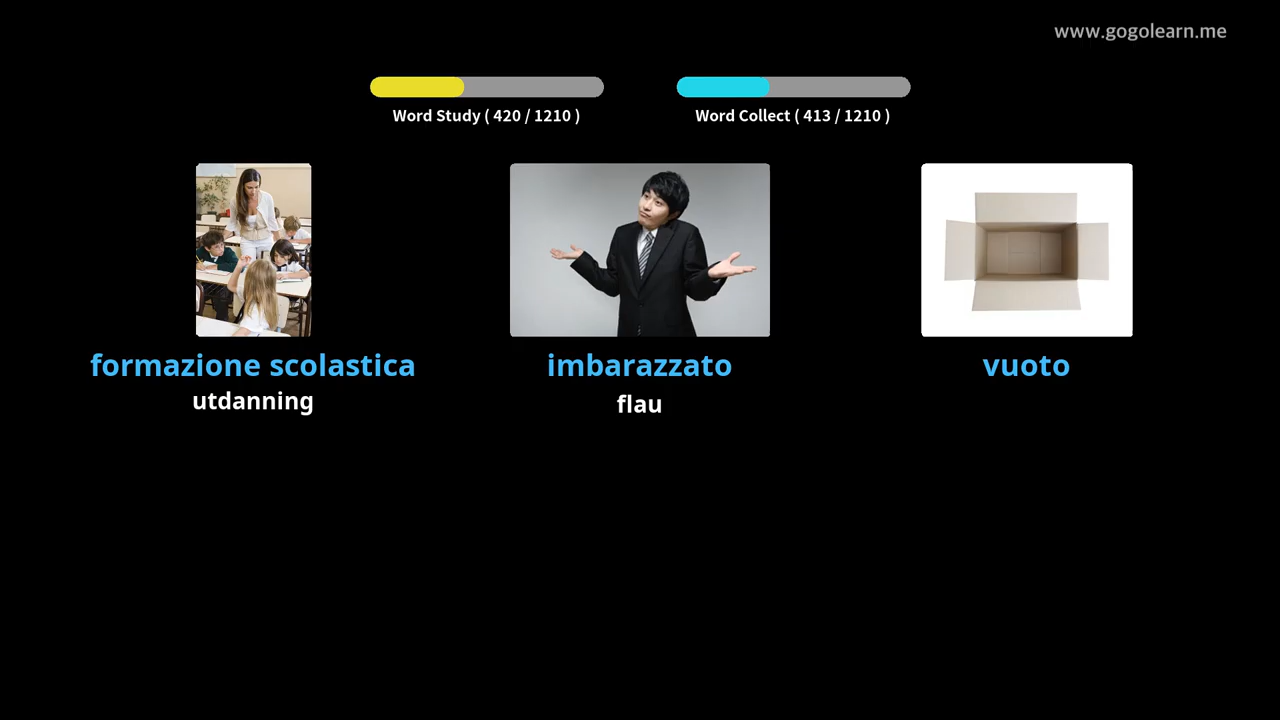 www.gogolearn.me
Word Study ( 420 / 1210 )
Word Collect ( 413 / 1210 )
formazione scolastica
utdanning
imbarazzato
flau
vuoto